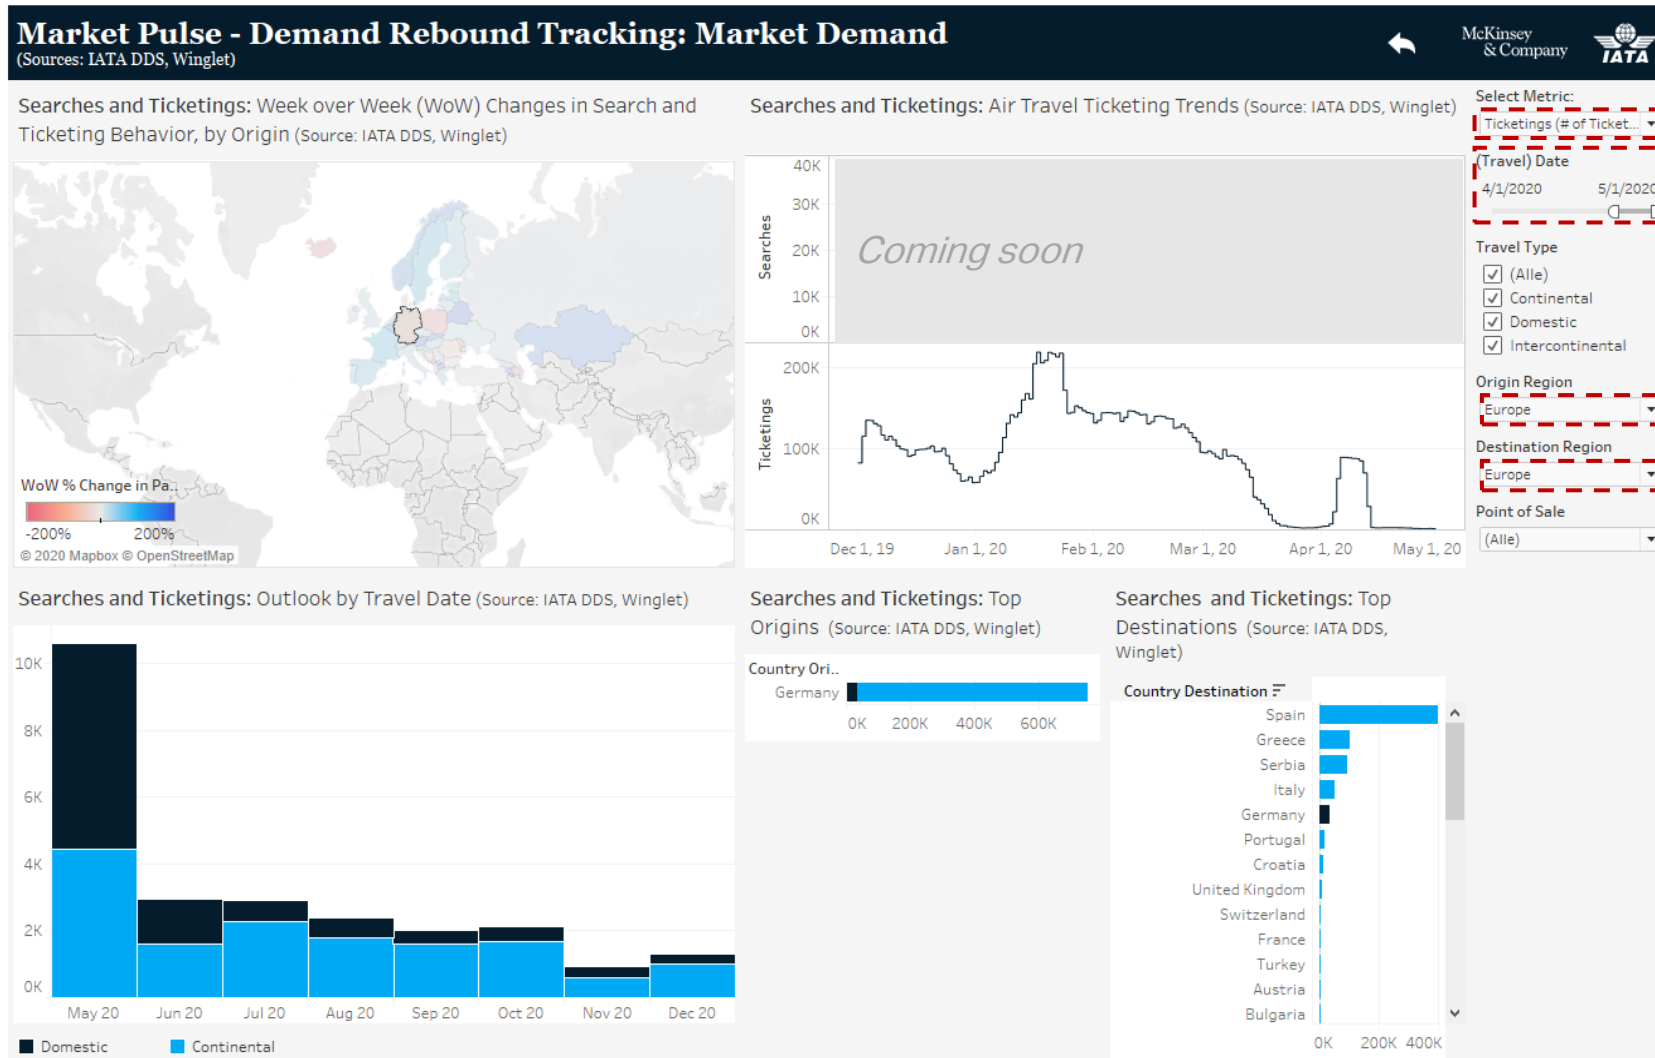 Market Pulse - Demand Rebound Tracking: Market Demand
(Sources: IATA DDS, Winglet)
McKinsey
& Company
IATA
Searches and Ticketings: Week over Week (WoW) Changes in Search and
Ticketing Behavior, by Origin (Source: IATA DDS, Winglet)
WoW % Change in Pa..
-200%
200%
© 2020 Mapbox © OpenStreetMap
Searches and Ticketings: Air Travel Ticketing Trends (Source: IATA DDS, Winglet)
40K
30K
20K
10K
0K
Searches
Coming soon
200K
100K
0K
Ticketings
Dec 1, 19
Jan 1, 20
Feb 1, 20
Mar 1, 20
Apr 1, 20
May 1, 20
Select Metric:
Ticketings (# of Ticket...
(Travel) Date
4/1/2020
5/1/2020
Travel Type
(Alle)
Continental
Domestic
Intercontinental
Origin Region
Europe
Destination Region
Europe
Point of Sale
(Alle)
Searches and Ticketings: Outlook by Travel Date (Source: IATA DDS, Winglet)
10K
8K
6K
4K
2K
0K
May 20
Jun 20
Jul 20
Aug 20
Sep 20
Oct 20
Nov 20
Dec 20
Domestic
Continental
Searches and Ticketings: Top
Origins (Source: IATA DDS, Winglet)
Country Ori..
Germany
0K
200K
400K
600K
Searches and Ticketings: Top
Destinations (Source: IATA DDS,
Winglet)
Country Destination
Spain
Greece
Serbia
Italy
Germany
Portugal
Croatia
United Kingdom
Switzerland
France
Turkey
Austria
Bulgaria
0K
200K
400K